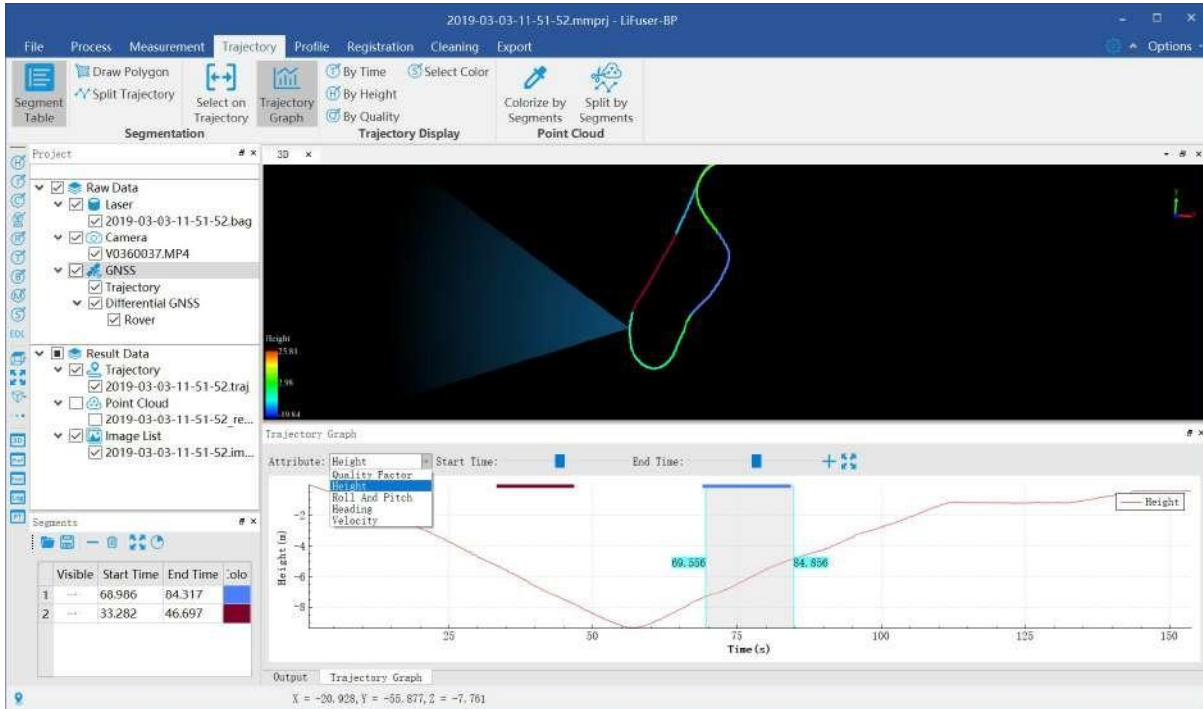 2019-03-03-11-51-52.mmprj - LiFuser-BP
File Process Measurement Trajectory Profile Registration Cleaning Export Options
Segment Table
Draw Polygon
Split Trajectory
Select on Trajectory
Segmentation
Trajectory Graph
By Time
Select Color
By Height
By Quality
Trajectory Display
Colorize by Segments
Split by Segments
Point Cloud
Project
Raw Data
Laser
2019-03-03-11-51-52.bag
Camera
V0360037.MP4
GNSS
Trajectory
Differential GNSS
Rover
Result Data
Trajectory
2019-03-03-11-51-52.traj
Point Cloud
2019-03-03-11-51-52_re...
Image List
2019-03-03-11-51-52.im...
EDL
3D
Height
25.81
2.98
-19.84
Segments
Visible Start Time End Time :olo
1 68.986 84.317
2 33.282 46.697
Trajectory Graph
Attribute: Height Start Time: End Time:
Quality Factor
Height
Roll And Pitch
Heading
Velocity
Height
Height(m)
-2
-4
-6
-8
69.556 84.856
25 50 75 100 125 150
Time(s)
Output Trajectory Graph
X = -20.928, Y = -55.877, Z = -7.761